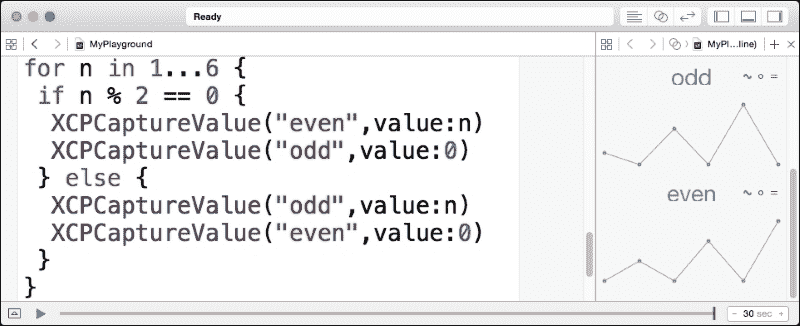 Ready
MyPlayground
MyPl...line)
for n in 1...6 {
if n % 2 == 0 {
XCPCaptureValue("even",value:n)
XCPCaptureValue("odd",value:0)
} else {
XCPCaptureValue("odd",value:n)
XCPCaptureValue("even",value:0)
}
}
odd
even
- 30 sec +